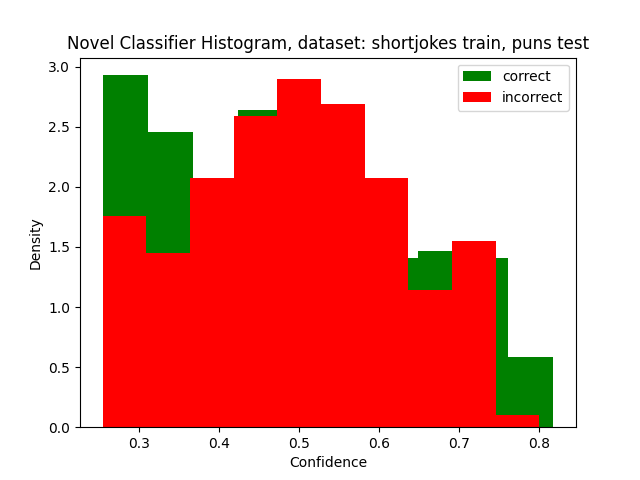 Novel Classifier Histogram, dataset: shortjokes train, puns test
correct
incorrect
3.0
2.5
2.0
1.5
1.0
0.5
0.0
Density
0.3 0.4 0.5 0.6 0.7 0.8
Confidence